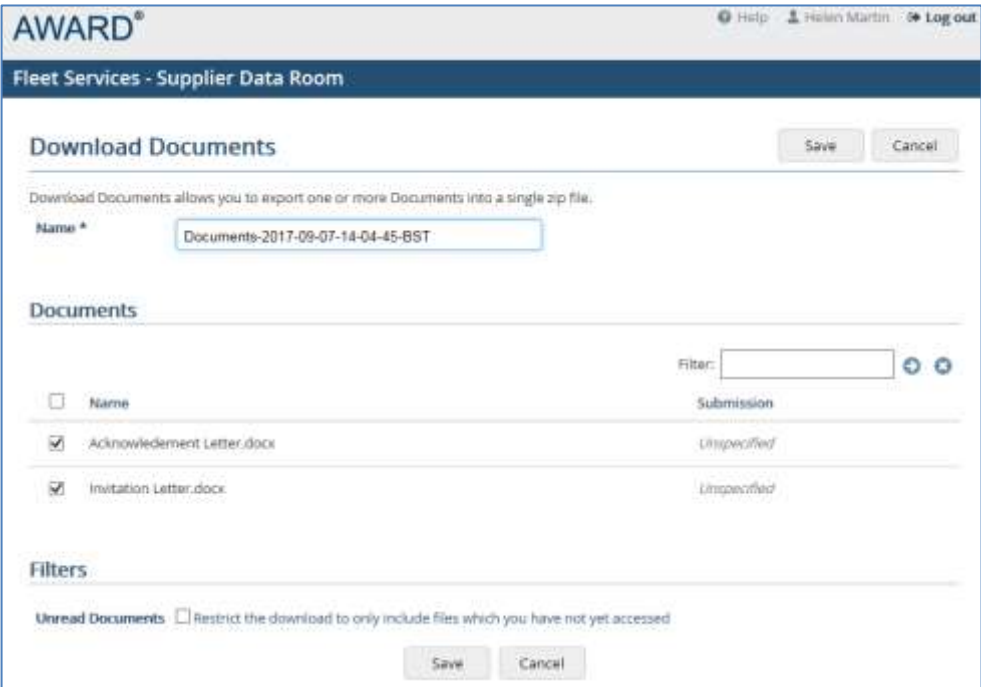 AWARD®
Help Helen Martin Log out
Fleet Services - Supplier Data Room
Download Documents Save Cancel
Download Documents allows you to export one or more Documents into a single zip file.
Name * Documents-2017-09-07-14-04-45-BST
Documents
Filter:
Name Submission
Acknowledement Letter.docx Unspecified
Invitation Letter.docx Unspecified
Filters
Unread Documents Restrict the download to only include files which you have not yet accessed
Save Cancel